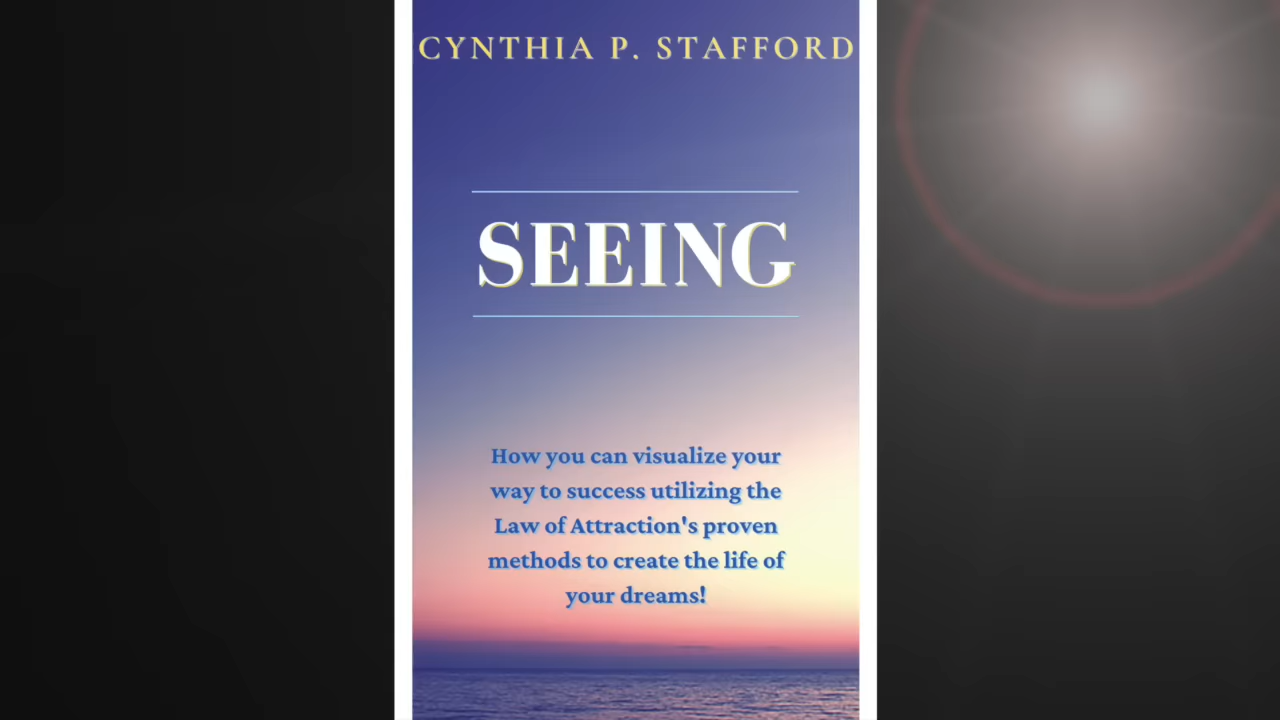 CYNTHIA P. STAFFORD
SEEING
How you can visualize your
way to success utilizing the
Law of Attraction's proven
methods to create the life of
your dreams!